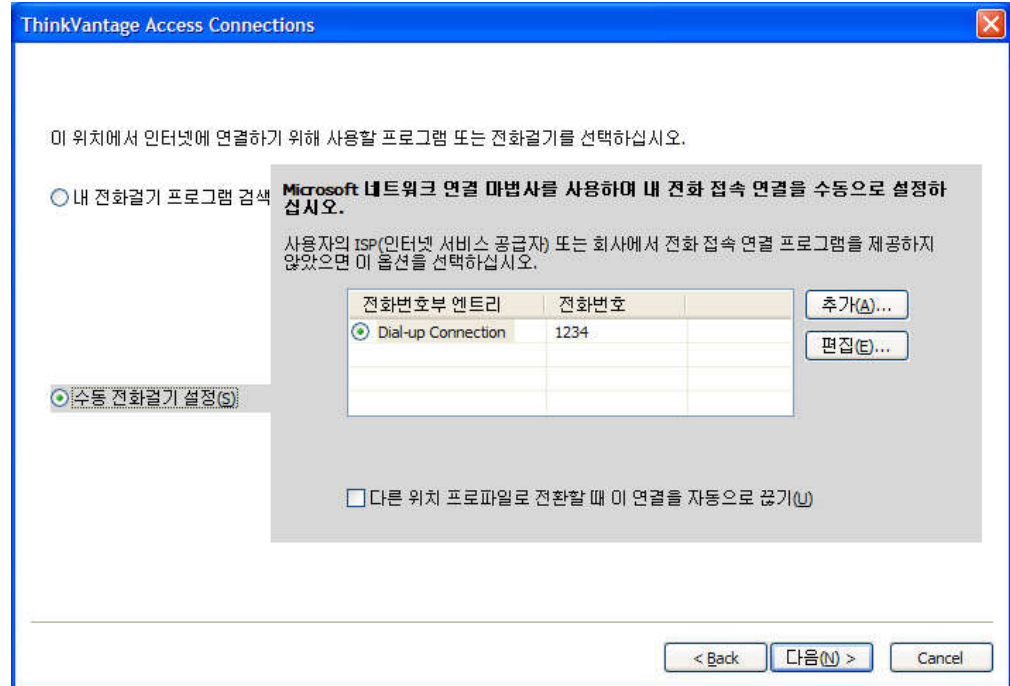 ThinkVantage Access Connections
이 위치에서 인터넷에 연결하기 위해 사용할 프로그램 또는 전화걸기를 선택하십시오.
내 전화걸기 프로그램 검색
Microsoft 네트워크 연결 마법사를 사용하여 내 전화 접속 연결을 수동으로 설정하
십시오.
사용자의 ISP(인터넷 서비스 공급자) 또는 회사에서 전화 접속 연결 프로그램을 제공하지
않았으면 이 옵션을 선택하십시오.
전화번호부 엔트리 전화번호
추가(A)...
Dial-up Connection 1234
편집(E)...
수동 전화걸기 설정(S)
다른 위치 프로파일로 전환할 때 이 연결을 자동으로 끊기(U)
< Back 다음(N) > Cancel